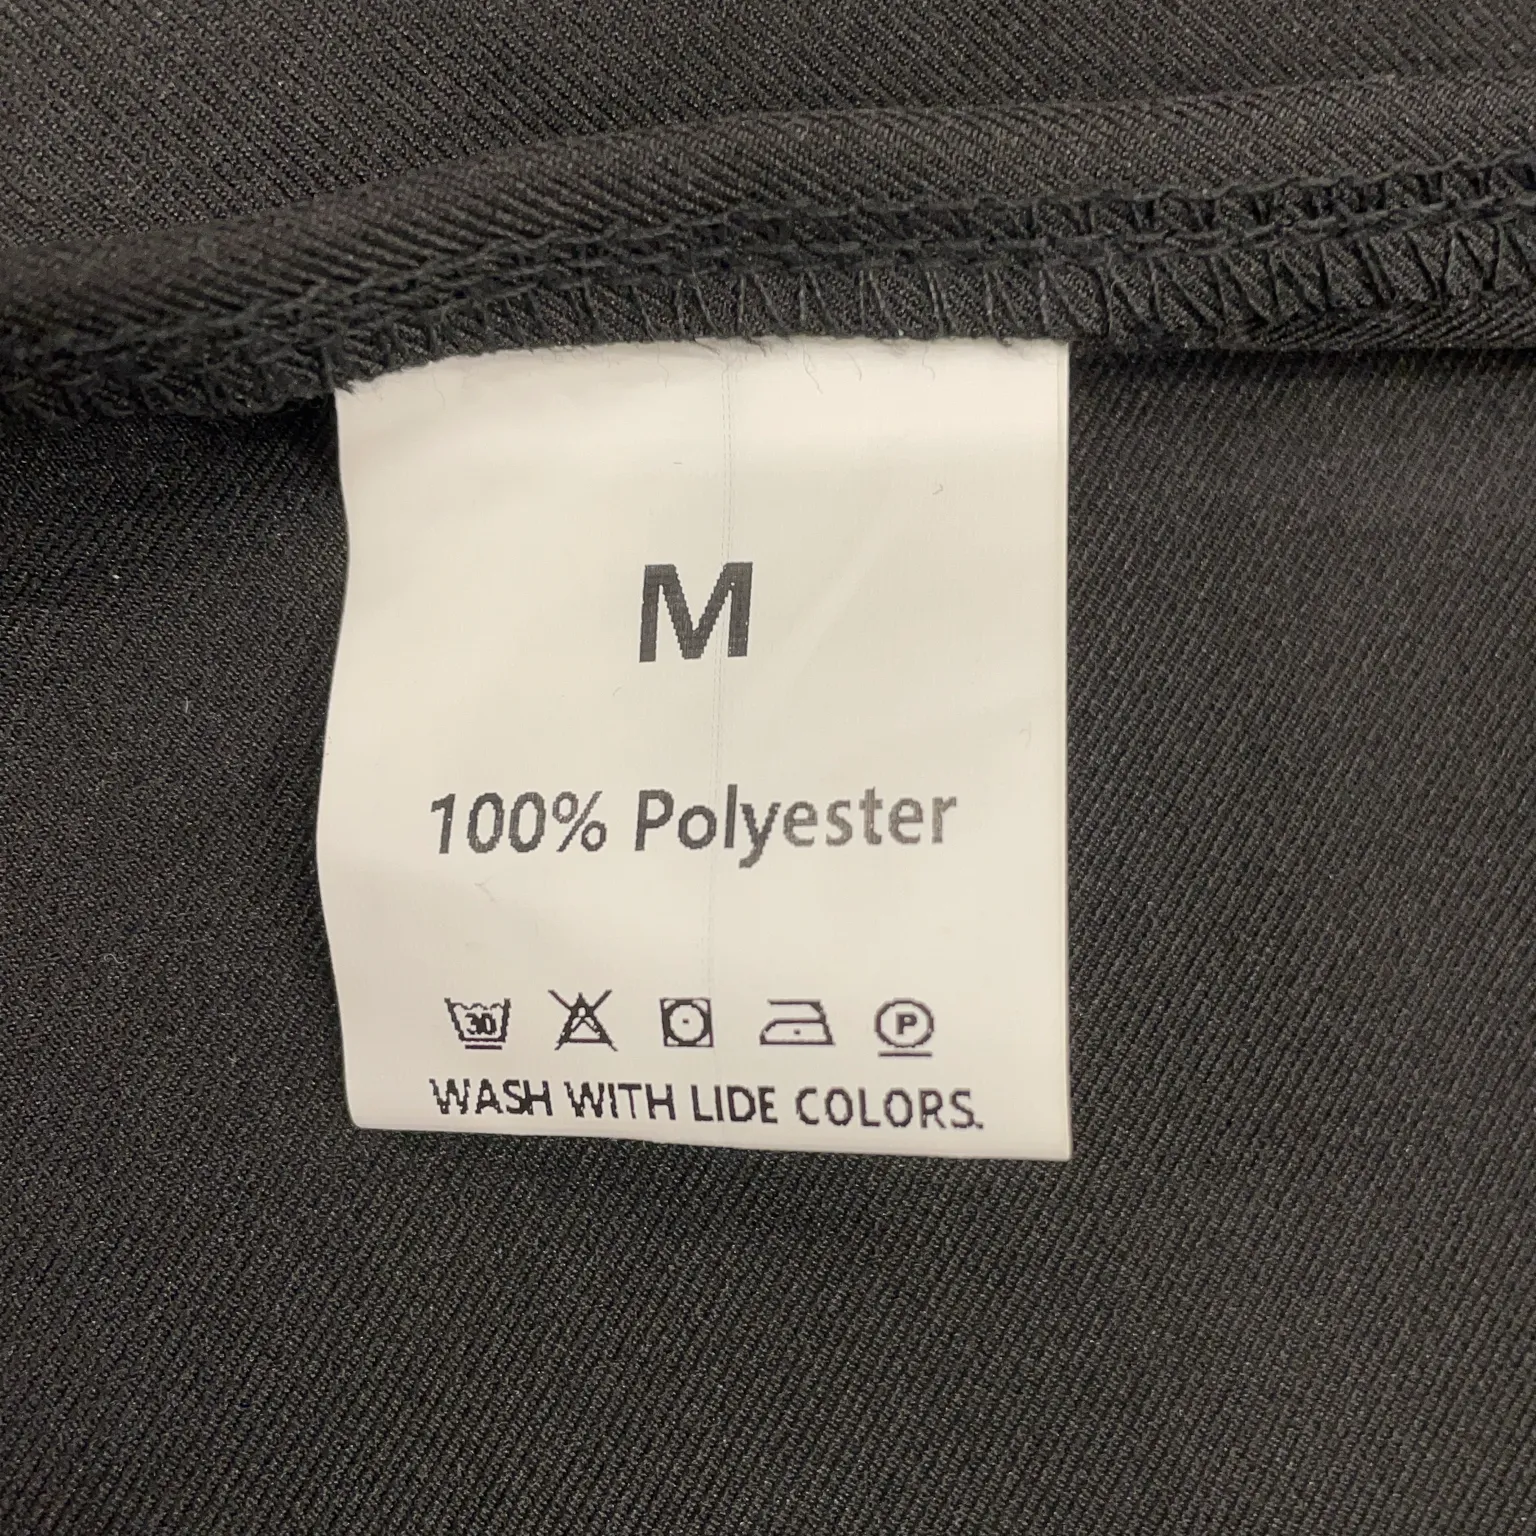 M
100% Polyester
30
P
WASH WITH LIDE COLORS.